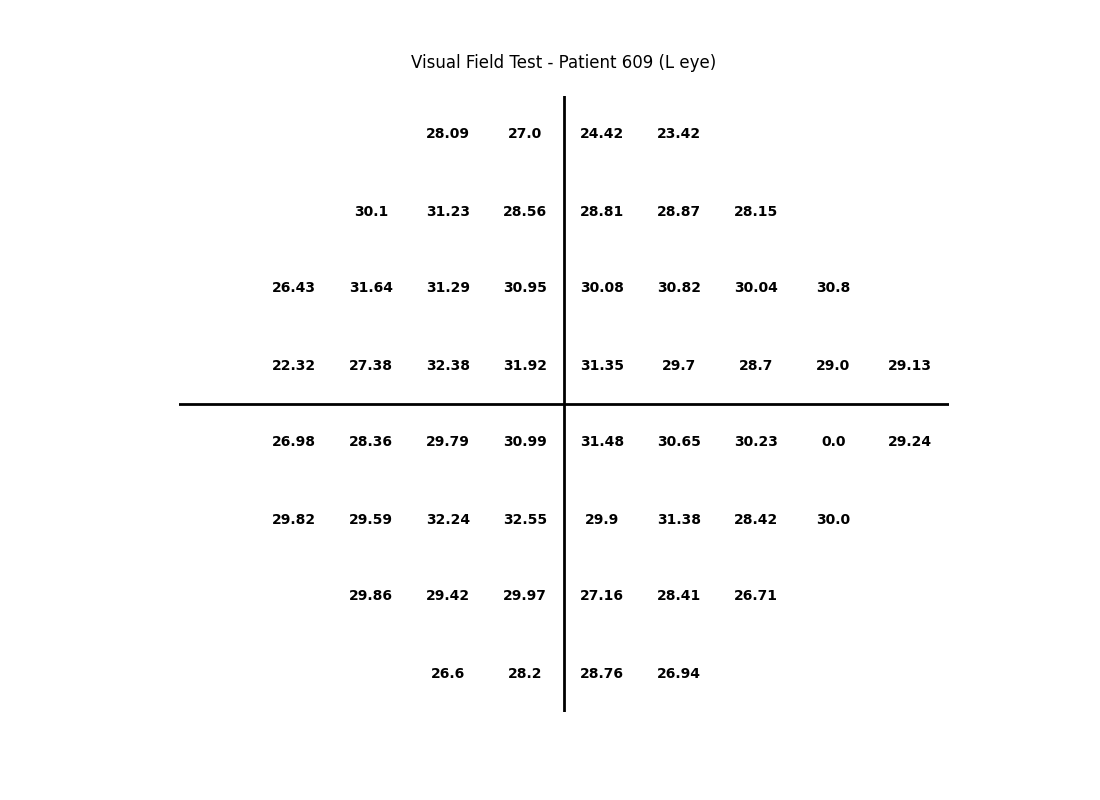 Visual Field Test - Patient 609 (L eye)
28.09 27.0 24.42 23.42
30.1 31.23 28.56 28.81 28.87 28.15
26.43 31.64 31.29 30.95 30.08 30.82 30.04 30.8
22.32 27.38 32.38 31.92 31.35 29.7 28.7 29.0 29.13
26.98 28.36 29.79 30.99 31.48 30.65 30.23 0.0 29.24
29.82 29.59 32.24 32.55 29.9 31.38 28.42 30.0
29.86 29.42 29.97 27.16 28.41 26.71
26.6 28.2 28.76 26.94